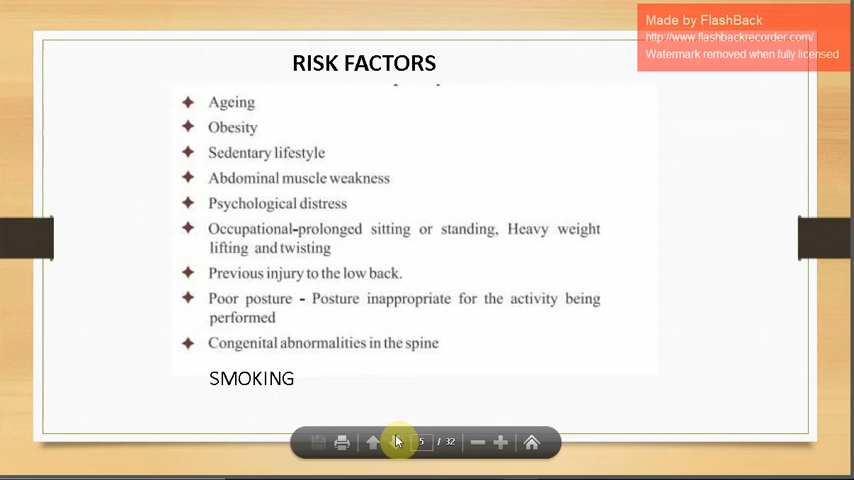 Made by FlashBack
http://www.flashbackrecorder.com/
Watermark removed when fully licensed
RISK FACTORS
Ageing
Obesity
Sedentary lifestyle
Abdominal muscle weakness
Psychological distress
Occupational-prolonged sitting or standing, Heavy weight
lifting and twisting
Previous injury to the low back.
Poor posture - Posture inappropriate for the activity being
performed
Congenital abnormalities in the spine
SMOKING
5 / 32